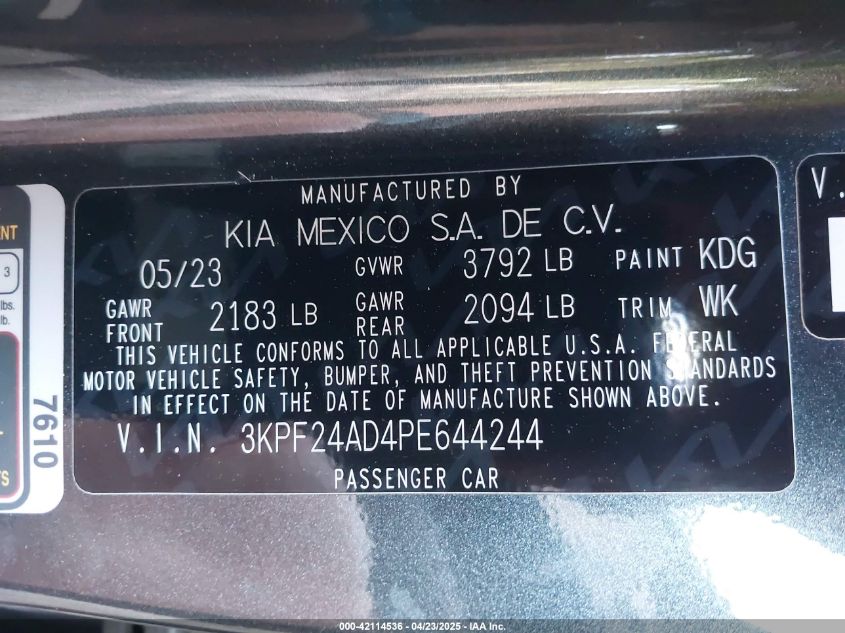 MANUFACTURED BY
KIA MEXICO S.A. DE C.V.
05/23 GVWR 3792 LB PAINT KDG
GAWR FRONT 2183 LB GAWR REAR 2094 LB TRIM WK
THIS VEHICLE CONFORMS TO ALL APPLICABLE U.S.A. FEDERAL
MOTOR VEHICLE SAFETY, BUMPER, AND THEFT PREVENTION STANDARDS
IN EFFECT ON THE DATE OF MANUFACTURE SHOWN ABOVE.
V.I.N. 3KPF24AD4PE644244
PASSENGER CAR
3
lbs.
lb.
7610
V.
000-42114536 - 04/23/2025 - IAA Inc.